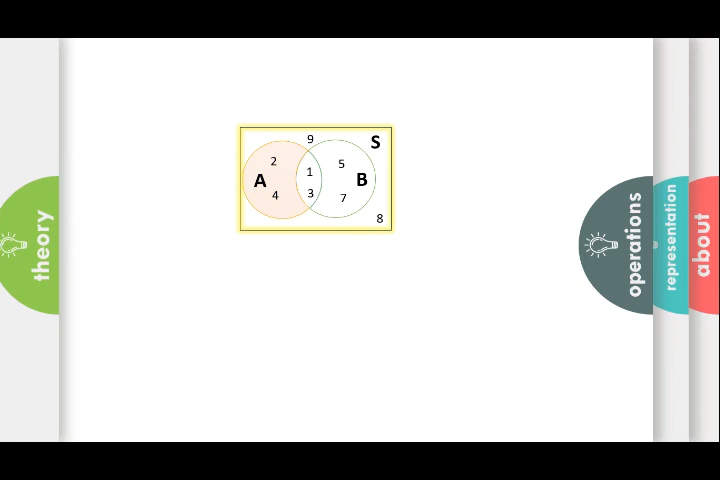 theory
9
S
2
1
5
A
B
4
3
7
8
operations
representation
about